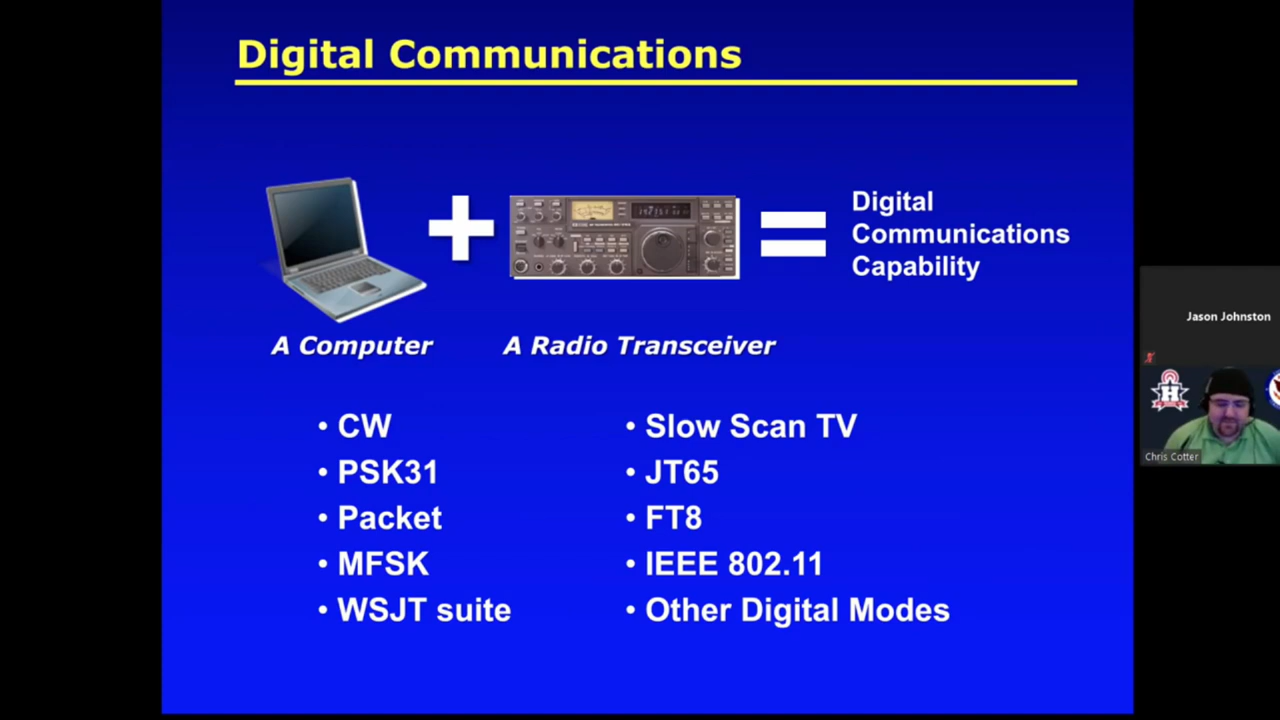 Digital Communications
Digital
Communications
Capability
A Computer
A Radio Transceiver
• CW
• PSK31
• Packet
• MFSK
• WSJT suite
• Slow Scan TV
• JT65
• FT8
• IEEE 802.11
• Other Digital Modes
Jason Johnston
H
Chris Cotter